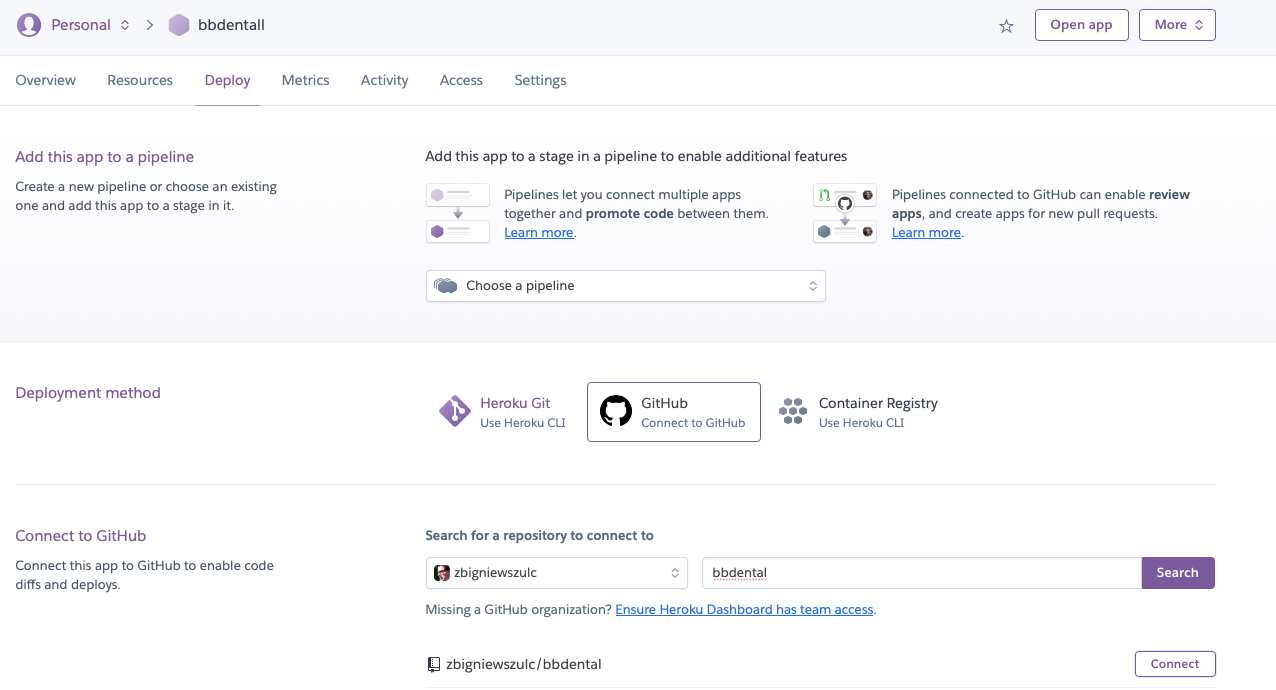 Personal
bbdentall
Open app
More
Overview
Resources
Deploy
Metrics
Activity
Access
Settings
Add this app to a pipeline
Create a new pipeline or choose an existing
one and add this app to a stage in it.
Add this app to a stage in a pipeline to enable additional features
Pipelines let you connect multiple apps
together and promote code between them.
Learn more.
Pipelines connected to GitHub can enable review
apps, and create apps for new pull requests.
Learn more.
Choose a pipeline
Deployment method
Heroku Git
Use Heroku CLI
GitHub
Connect to GitHub
Container Registry
Use Heroku CLI
Connect to GitHub
Connect this app to GitHub to enable code
diffs and deploys.
Search for a repository to connect to
zbigniewszulc
bbdental
Search
Missing a GitHub organization? Ensure Heroku Dashboard has team access.
zbigniewszulc/bbdental
Connect